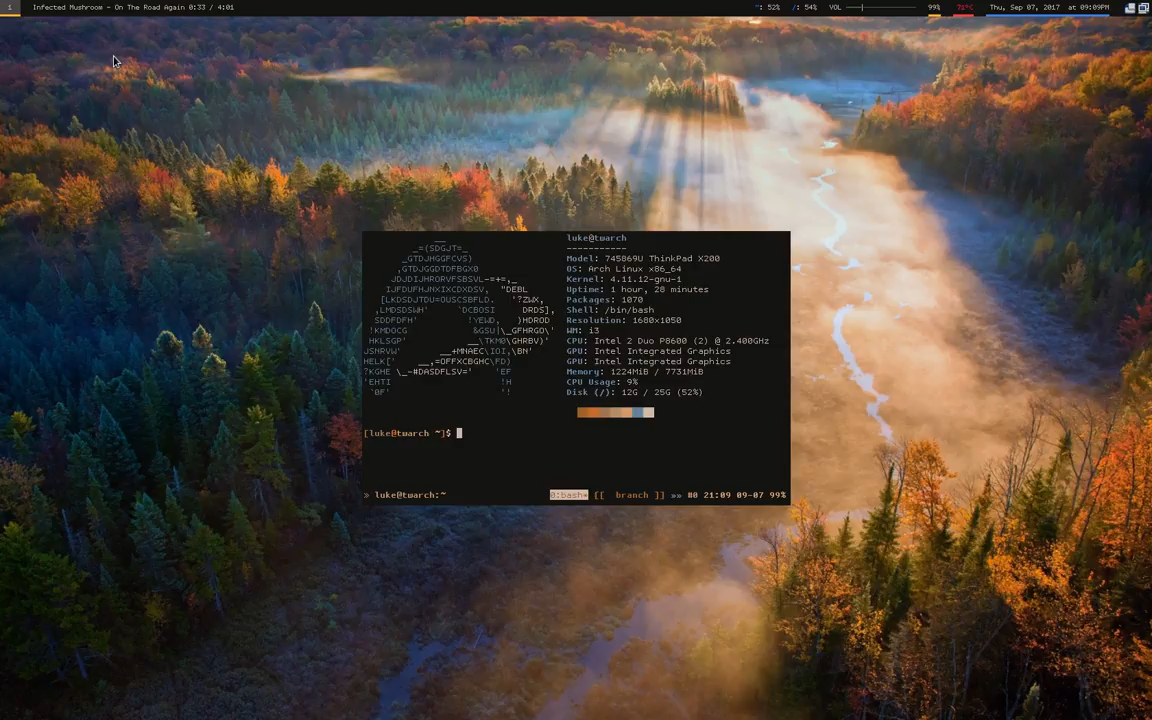 1 Infected Mushroom - On The Road Again 0:33 / 4:01 ~: 52% /: 54% VOL 99% 71°C Thu, Sep 07, 2017 at 09:09PM
luke@twarch
-----------
Model: 745869U ThinkPad X200
OS: Arch Linux x86_64
Kernel: 4.11.12-gnu-1
Uptime: 1 hour, 28 minutes
Packages: 1070
Shell: /bin/bash
Resolution: 1680x1050
WM: i3
CPU: Intel 2 Duo P8600 (2) @ 2.400GHz
GPU: Intel Integrated Graphics
GPU: Intel Integrated Graphics
Memory: 1224MiB / 7731MiB
CPU Usage: 9%
Disk (/): 12G / 25G (52%)
[luke@twarch ~]$
» luke@twarch:~ 0:bash* [[ branch ]] »» #0 21:09 09-07 99%